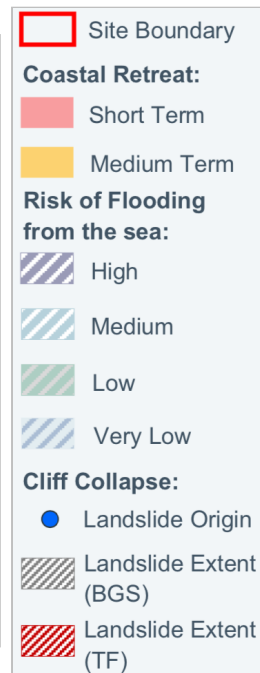 Site Boundary
Coastal Retreat:
Short Term
Medium Term
Risk of Flooding
from the sea:
High
Medium
Low
Very Low
Cliff Collapse:
Landslide Origin
Landslide Extent
(BGS)
Landslide Extent
(TF)